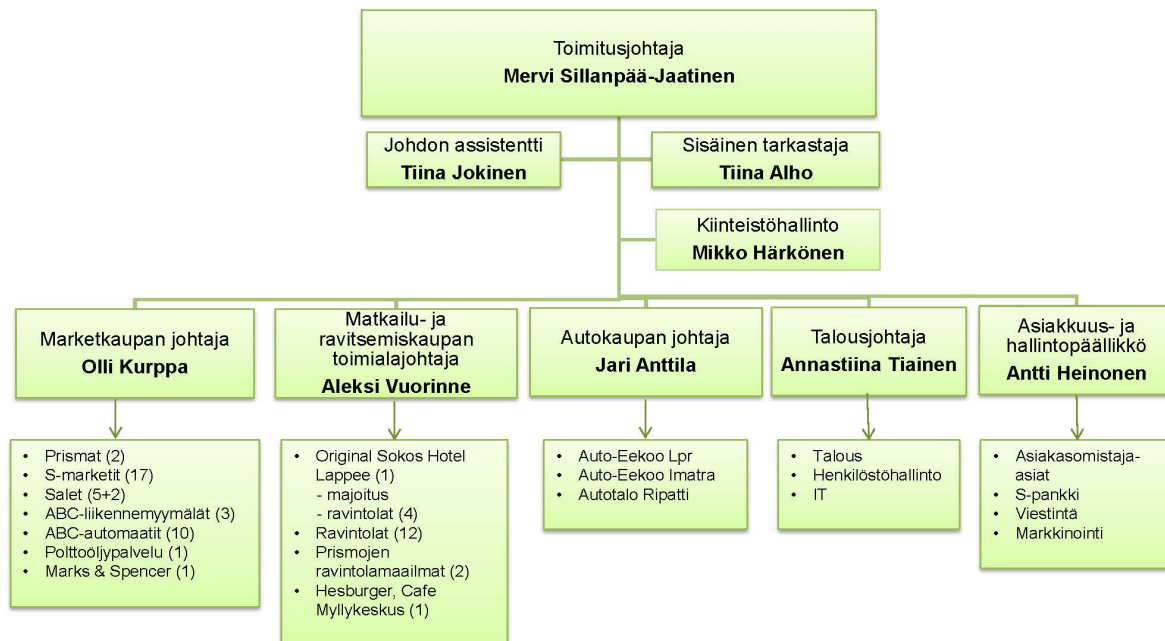 Toimitusjohtaja
Mervi Sillanpää-Jaatinen
Johdon assistentti
Tiina Jokinen
Sisäinen tarkastaja
Tiina Alho
Kiinteistöhallinto
Mikko Härkönen
Marketkaupan johtaja
Olli Kurppa
Matkailu- ja
ravitsemiskaupan
toimialajohtaja
Aleksi Vuorinne
Autokaupan johtaja
Jari Anttila
Talousjohtaja
Annastiina Tiainen
Asiakkuus- ja
hallintopäällikkö
Antti Heinonen
• Prismat (2)
• S-marketit (17)
• Salet (5+2)
• ABC-liikennemyymälät (3)
• ABC-automaatit (10)
• Polttoöljypalvelu (1)
• Marks & Spencer (1)
• Original Sokos Hotel
Lappee (1)
- majoitus
- ravintolat (4)
• Ravintolat (12)
• Prismojen
ravintolamaailmat (2)
• Hesburger, Cafe
Myllykeskus (1)
• Auto-Eekoo Lpr
• Auto-Eekoo Imatra
• Autotalo Ripatti
• Talous
• Henkilöstöhallinto
• IT
• Asiakasomistaja-
asiat
• S-pankki
• Viestintä
• Markkinointi